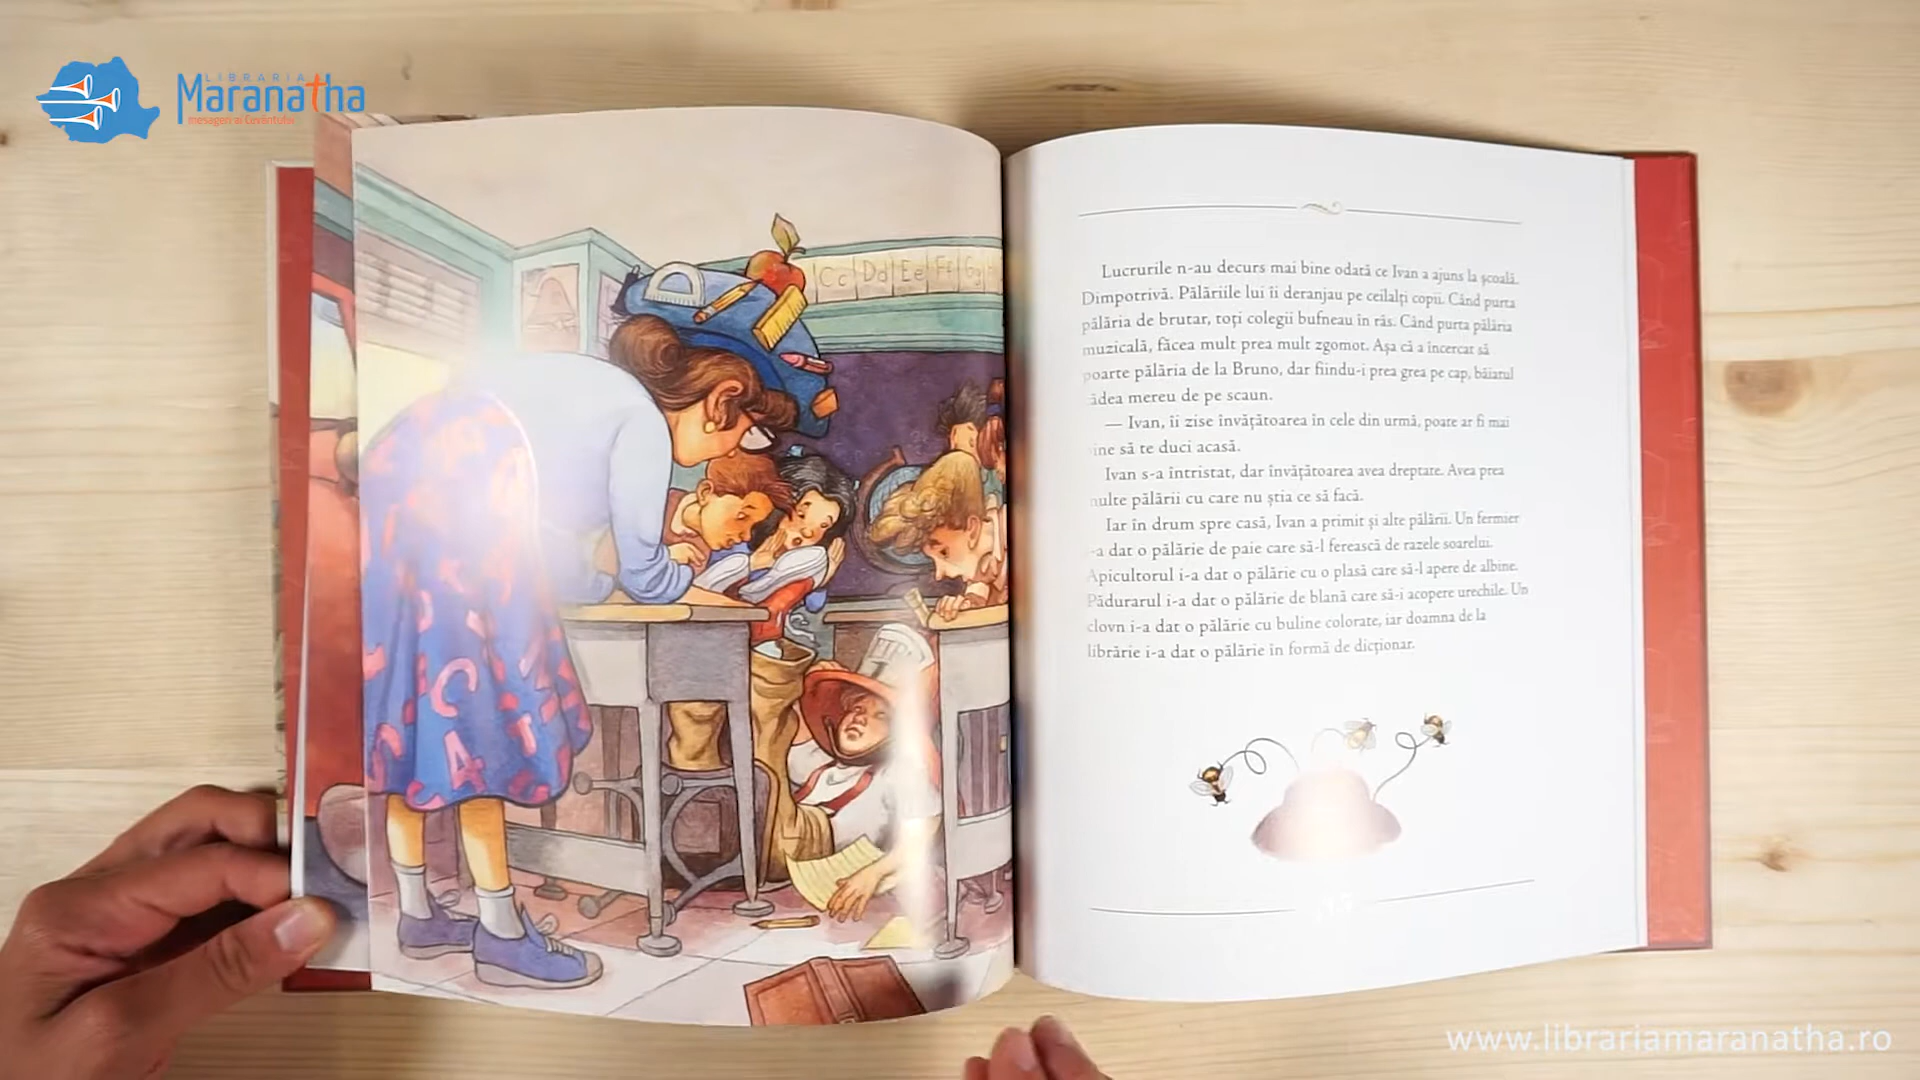 LIBRARIA
Maranatha
mesageri ai Cuvântului
Cc Dd Ee Ff Gg
Lucrurile n-au decurs mai bine odată ce Ivan a ajuns la școală.
Dimpotrivă. Pălăriile lui îi deranjau pe ceilalți copii. Când purta
pălăria de brutar, toți colegii bufneau în râs. Când purta pălăria
muzicală, făcea mult prea mult zgomot. Așa că a încercat să
poarte pălăria de la Bruno, dar fiindu-i prea grea pe cap, băiatul
ădea mereu de pe scaun.
— Ivan, îi zise învățătoarea în cele din urmă, poate ar fi mai
ine să te duci acasă.
Ivan s-a întristat, dar învățătoarea avea dreptate. Avea prea
multe pălării cu care nu știa ce să facă.
Iar în drum spre casă, Ivan a primit și alte pălării. Un fermier
-a dat o pălărie de paie care să-l ferească de razele soarelui.
Apicultorul i-a dat o pălărie cu o plasă care să-l apere de albine.
Pădurarul i-a dat o pălărie de blană care să-i acopere urechile. Un
clovn i-a dat o pălărie cu buline colorate, iar doamna de la
librărie i-a dat o pălărie în formă de dicționar.
www.librariamaranatha.ro